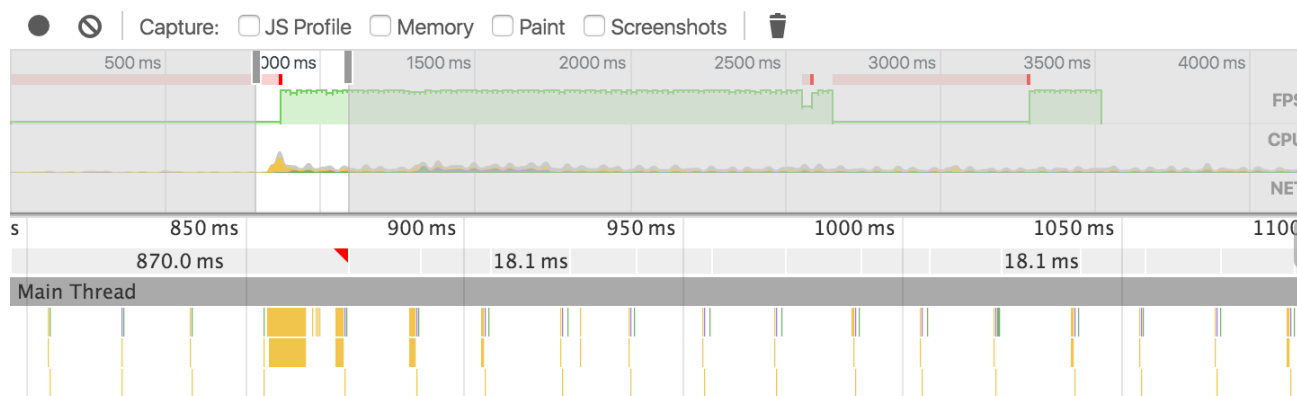 Capture: JS Profile Memory Paint Screenshots
500 ms 000 ms 1500 ms 2000 ms 2500 ms 3000 ms 3500 ms 4000 ms
FPS
CPU
NET
s 850 ms 900 ms 950 ms 1000 ms 1050 ms 1100
870.0 ms 18.1 ms 18.1 ms
Main Thread